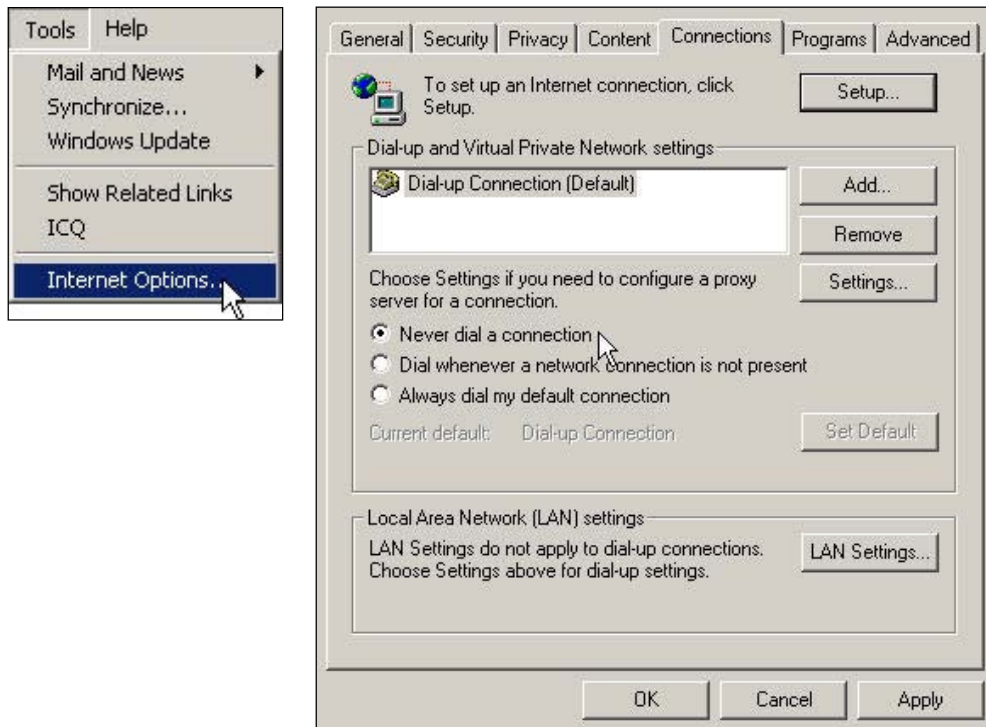 Tools Help
Mail and News
Synchronize...
Windows Update
Show Related Links
ICQ
Internet Options...
General Security Privacy Content Connections Programs Advanced
To set up an Internet connection, click
Setup.
Setup...
Dial-up and Virtual Private Network settings
Dial-up Connection (Default)
Add...
Remove
Choose Settings if you need to configure a proxy
server for a connection.
Settings...
Never dial a connection
Dial whenever a network connection is not present
Always dial my default connection
Current default: Dial-up Connection
Set Default
Local Area Network (LAN) settings
LAN Settings do not apply to dial-up connections.
Choose Settings above for dial-up settings.
LAN Settings...
OK Cancel Apply